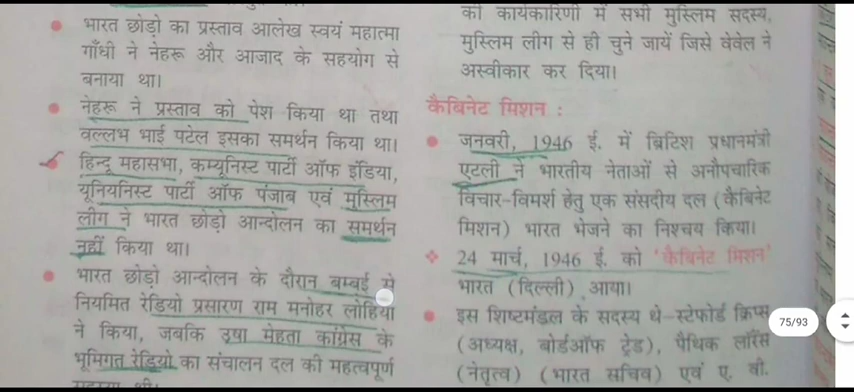 भारत छोड़ो का प्रस्ताव आलेख स्वयं महात्मा
गाँधी ने नेहरू और आजाद के सहयोग से
बनाया था।
नेहरू ने प्रस्ताव को पेश किया था तथा
वल्लभ भाई पटेल इसका समर्थन किया था।
हिन्दू महासभा, कम्यूनिस्ट पार्टी ऑफ इंडिया,
यूनियनिस्ट पार्टी ऑफ पंजाब एवं मुस्लिम
लीग ने भारत छोड़ो आन्दोलन का समर्थन
नहीं किया था।
भारत छोड़ो आन्दोलन के दौरान बम्बई में
नियमित रेडियो प्रसारण राम मनोहर लोहिया
ने किया, जबकि उषा मेहता कांग्रेस के
भूमिगत रेडियो का संचालन दल की महत्वपूर्ण
सदस्या थी।
की कार्यकारिणी में सभी मुस्लिम सदस्य,
मुस्लिम लीग से ही चुने जायें जिसे वेवेल ने
अस्वीकार कर दिया।
कैबिनेट मिशन :
जनवरी, 1946 ई. में ब्रिटिश प्रधानमंत्री
एटली ने भारतीय नेताओं से अनौपचारिक
विचार-विमर्श हेतु एक संसदीय दल (कैबिनेट
मिशन) भारत भेजने का निश्चय किया।
24 मार्च, 1946 ई. को 'कैबिनेट मिशन'
भारत (दिल्ली) आया।
इस शिष्टमंडल के सदस्य थे-स्टेफोर्ड क्रिप्स
(अध्यक्ष, बोर्डऑफ ट्रेड), पैथिक लॉरेंस
(नेतृत्व) (भारत सचिव) एवं ए. वी.
75/93